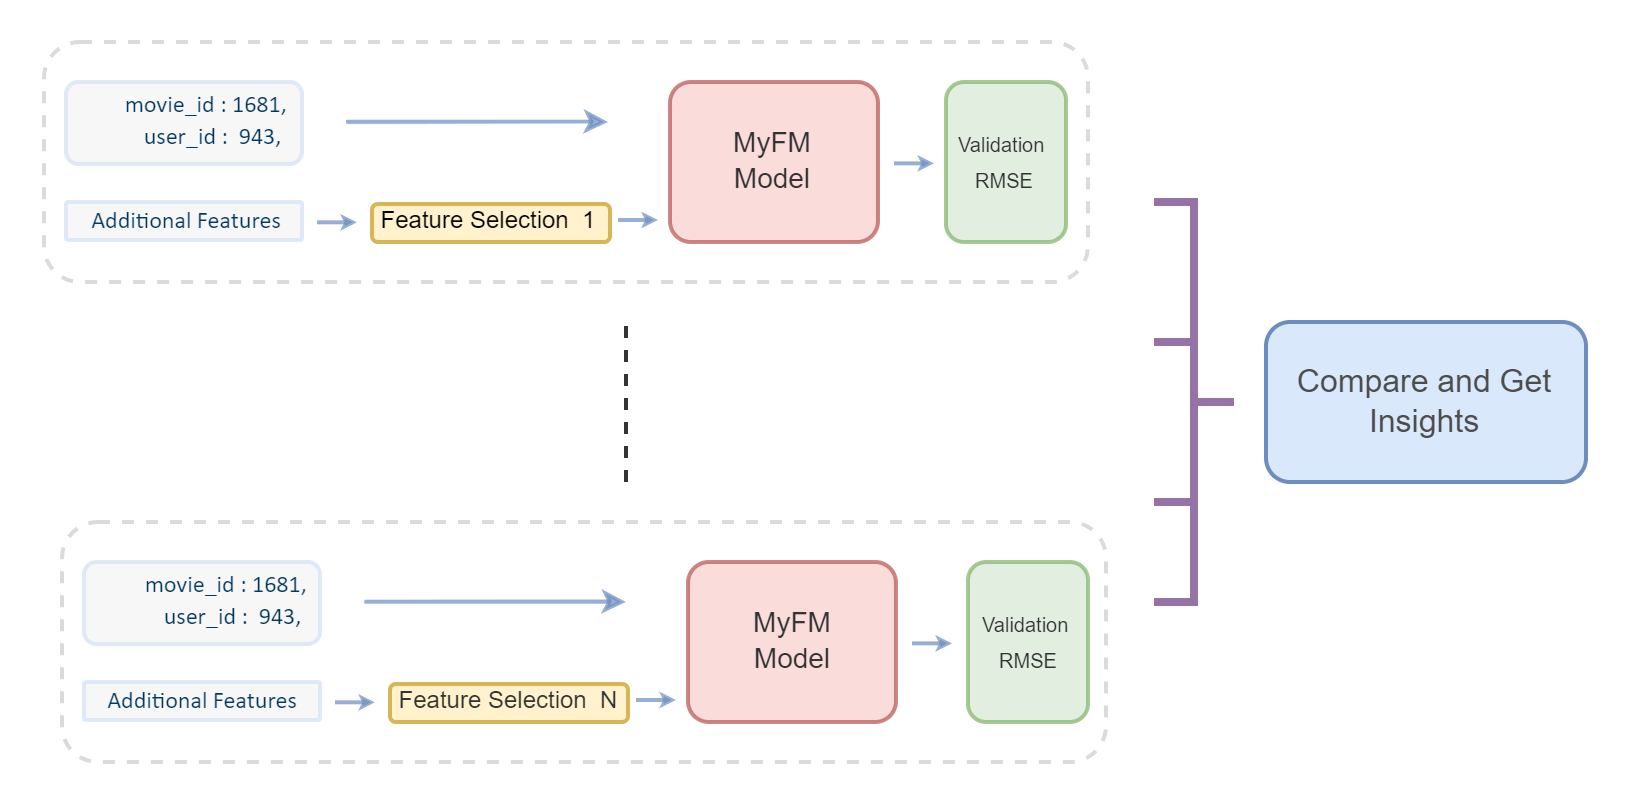 movie_id : 1681,
user_id :  943,
Additional Features
Feature Selection  1
MyFM
Model
Validation
RMSE
Compare and Get
Insights
movie_id : 1681,
user_id :  943,
Additional Features
Feature Selection  N
MyFM
Model
Validation
RMSE